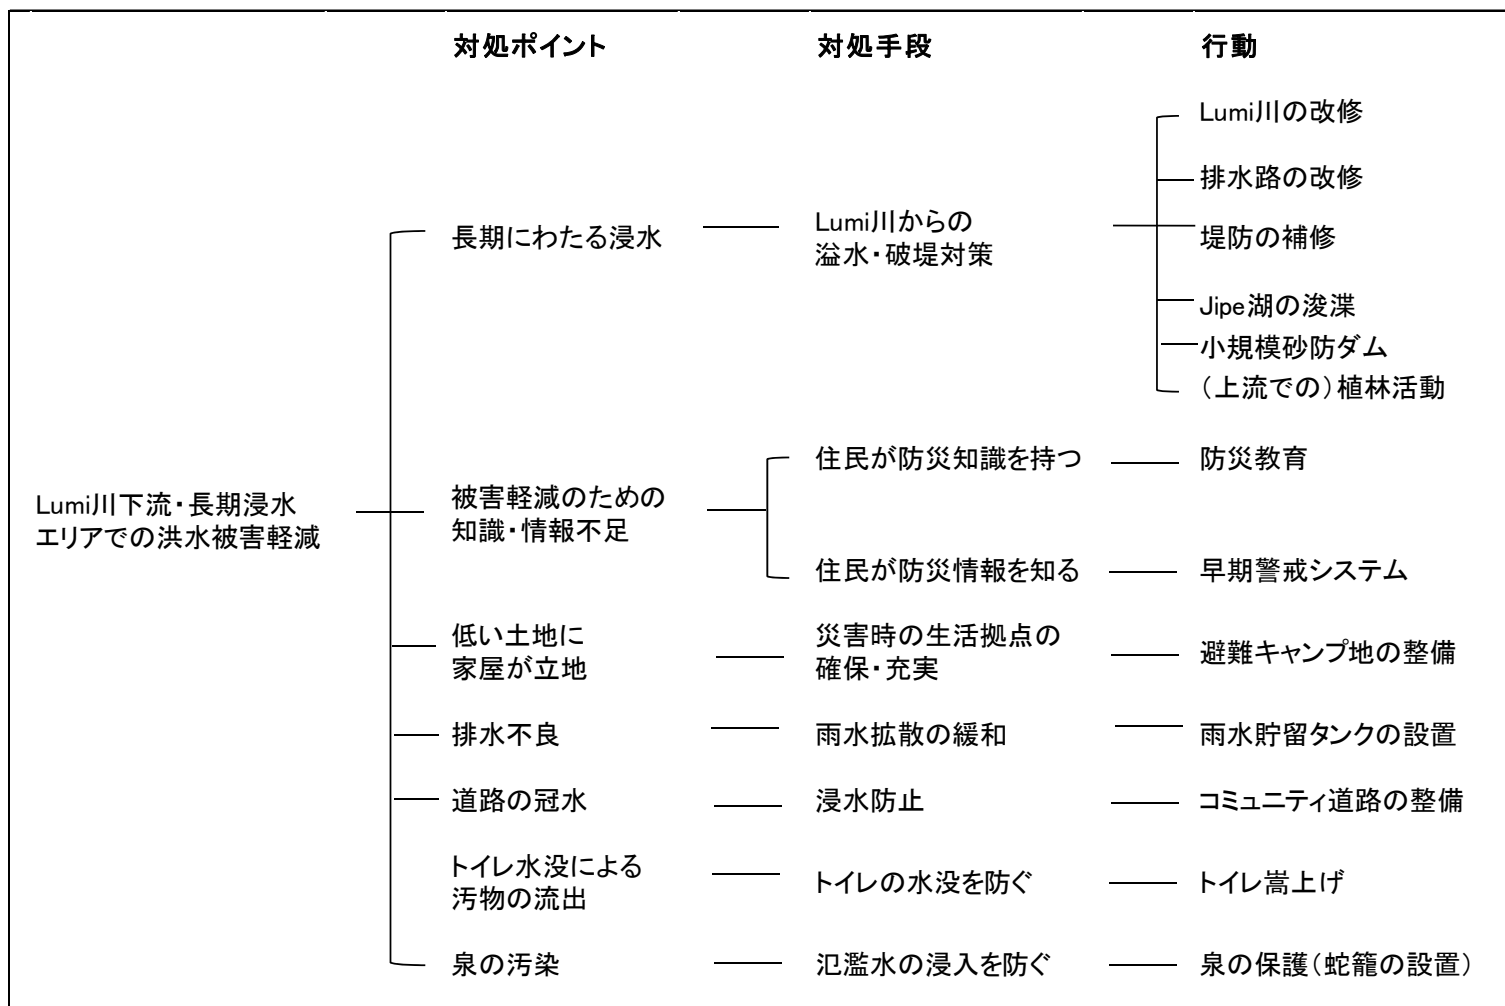 対処ポイント 対処手段 行動
Lumi川の改修
排水路の改修
長期にわたる浸水
Lumi川からの
溢水・破堤対策
堤防の補修
Jipe湖の浚渫
小規模砂防ダム
（上流での）植林活動
Lumi川下流・長期浸水
エリアでの洪水被害軽減
被害軽減のための
知識・情報不足
住民が防災知識を持つ
防災教育
住民が防災情報を知る
早期警戒システム
低い土地に
家屋が立地
災害時の生活拠点の
確保・充実
避難キャンプ地の整備
排水不良
雨水拡散の緩和
雨水貯留タンクの設置
道路の冠水
浸水防止
コミュニティ道路の整備
トイレ水没による
汚物の流出
トイレの水没を防ぐ
トイレ嵩上げ
泉の汚染
氾濫水の浸入を防ぐ
泉の保護（蛇籠の設置）